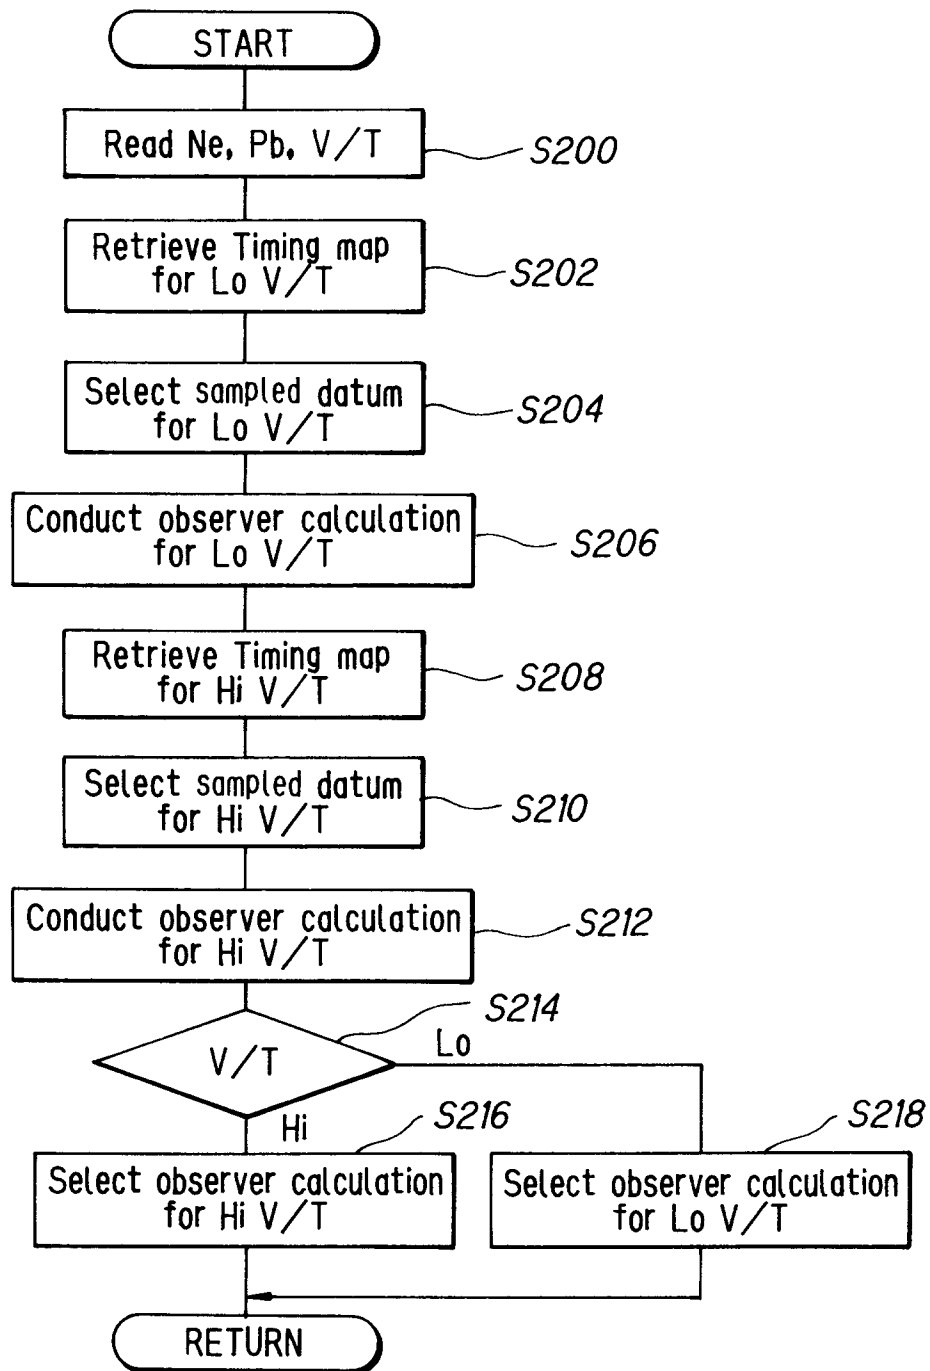 START
Read Ne, Pb, V/T
S200
Retrieve Timing map
for Lo V/T
S202
Select sampled datum
for Lo V/T
S204
Conduct observer calculation
for Lo V/T
S206
Retrieve Timing map
for Hi V/T
S208
Select sampled datum
for Hi V/T
S210
Conduct observer calculation
for Hi V/T
S212
S214
V/T
Lo
Hi
S216
Select observer calculation
for Hi V/T
S218
Select observer calculation
for Lo V/T
RETURN